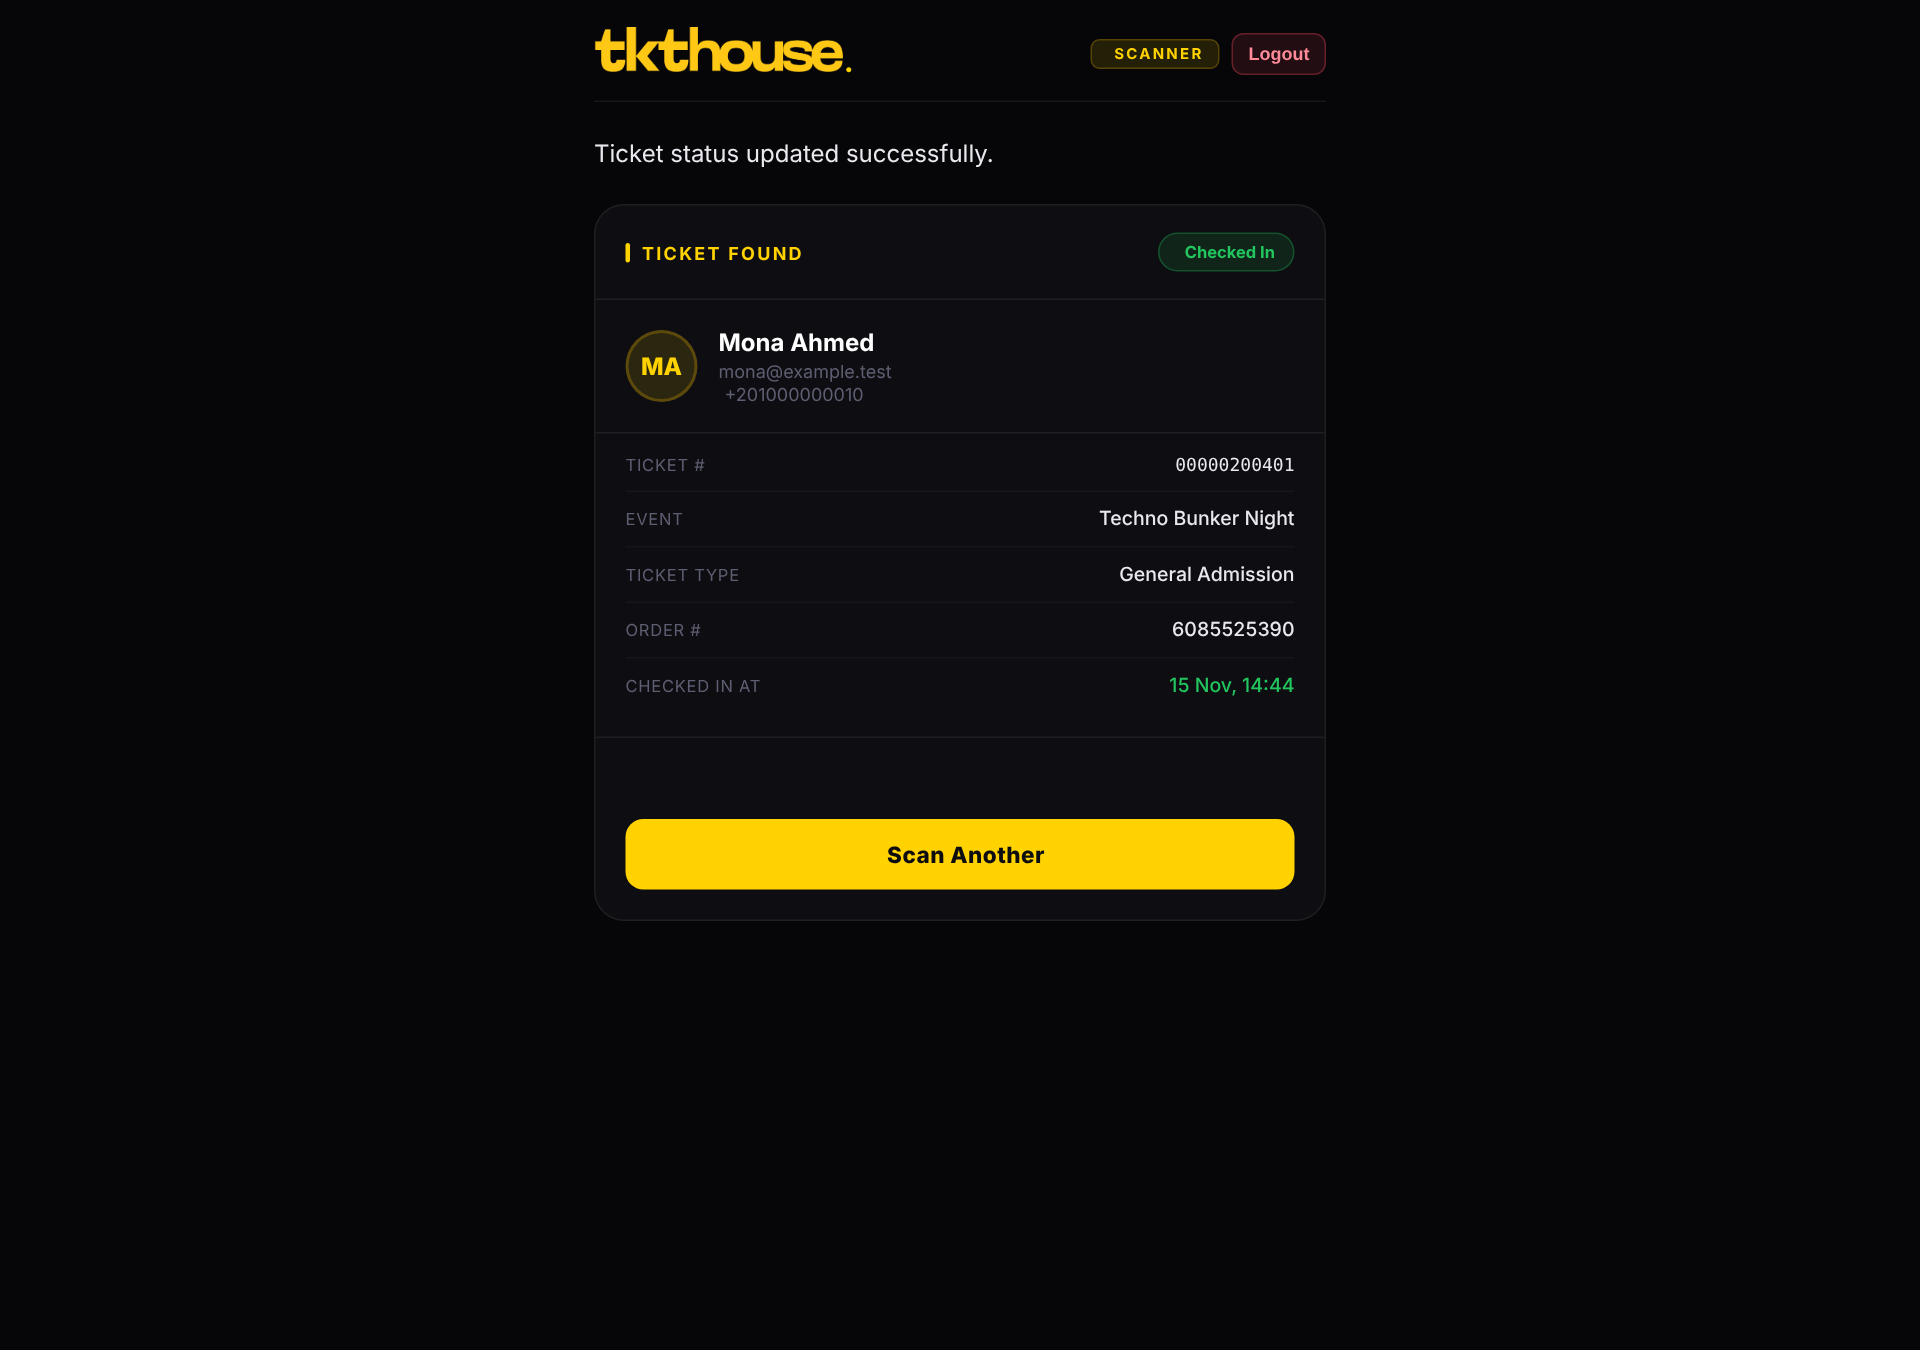 tkthouse.
SCANNER
Logout
Ticket status updated successfully.
TICKET FOUND
Checked In
MA
Mona Ahmed
mona@example.test
+201000000010
TICKET #
00000200401
EVENT
Techno Bunker Night
TICKET TYPE
General Admission
ORDER #
6085525390
CHECKED IN AT
15 Nov, 14:44
Scan Another